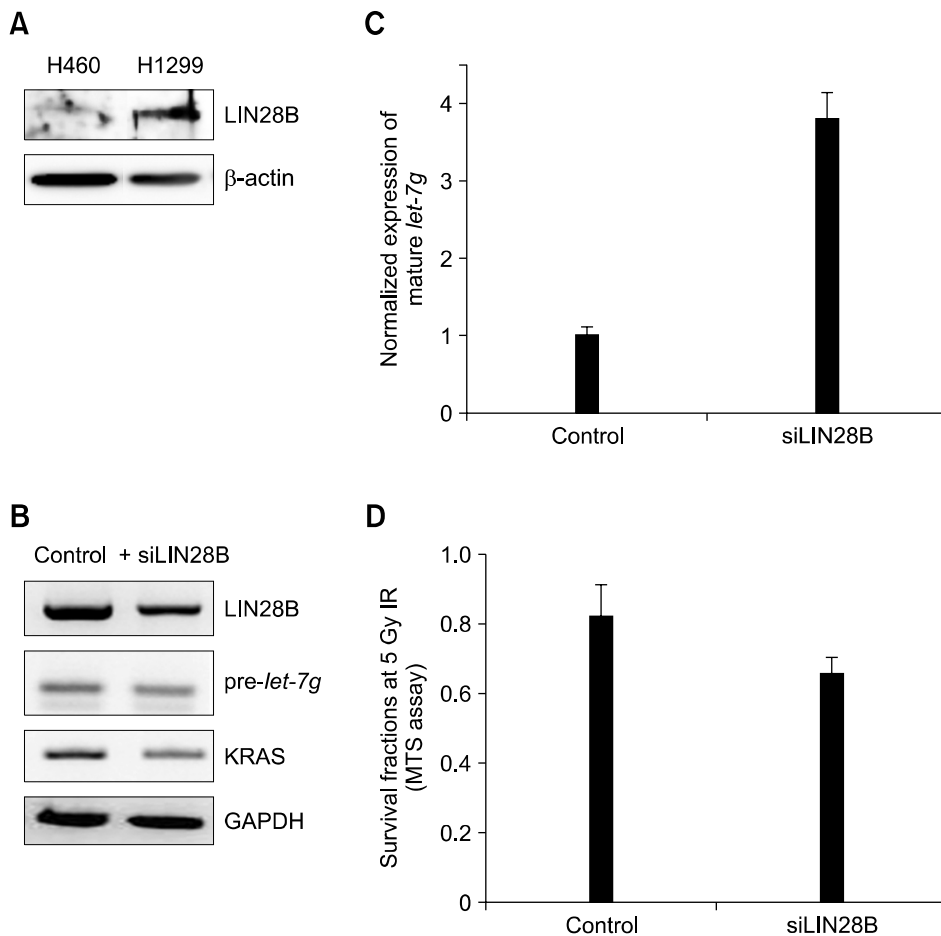 A
H460 H1299
LIN28B
β-actin
B
Control + siLIN28B
LIN28B
pre-let-7g
KRAS
GAPDH
C
Normalized expression of
mature let-7g
4
3
2
1
0
Control siLIN28B
D
Survival fractions at 5 Gy IR
(MTS assay)
1.0
0.8
0.6
0.4
0.2
0
Control siLIN28B